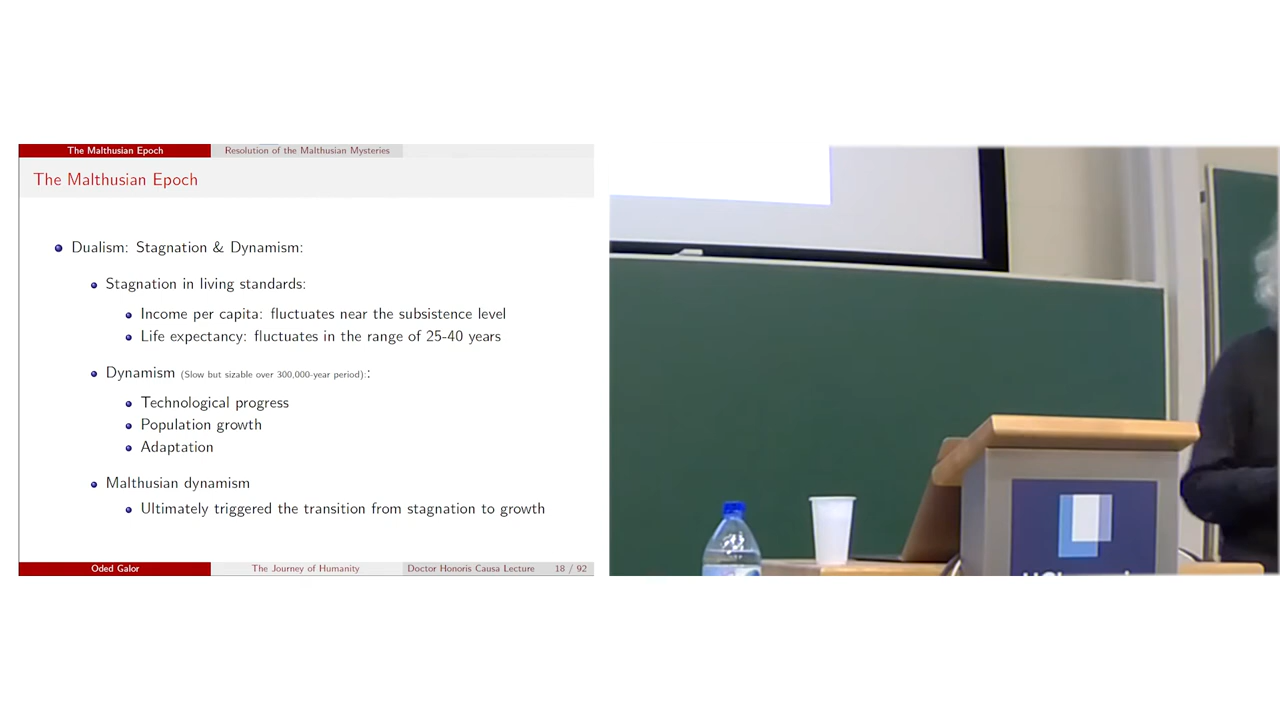 The Malthusian Epoch
Resolution of the Malthusian Mysteries
The Malthusian Epoch
Dualism: Stagnation & Dynamism:
Stagnation in living standards:
Income per capita: fluctuates near the subsistence level
Life expectancy: fluctuates in the range of 25-40 years
Dynamism (Slow but sizable over 300,000-year period)::
Technological progress
Population growth
Adaptation
Malthusian dynamism
Ultimately triggered the transition from stagnation to growth
Oded Galor
The Journey of Humanity
Doctor Honoris Causa Lecture 18 / 92